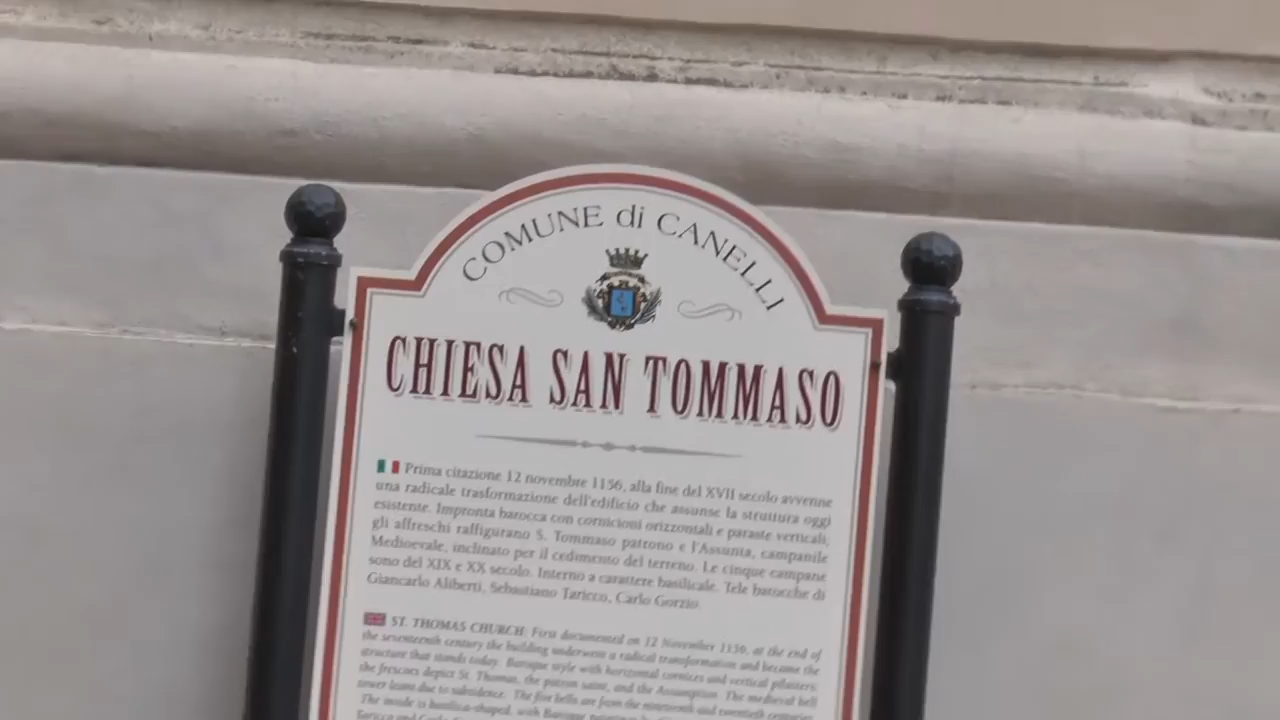 COMUNE di CANELLI
CHIESA SAN TOMMASO
Prima citazione 12 novembre 1156, alla fine del XVII secolo avvenne
una radicale trasformazione dell'edificio che assunse la struttura oggi
esistente. Impronta barocca con cornicioni orizzontali e paraste verticali;
gli affreschi raffigurano S. Tommaso patrono e l'Assunta, campanile
Medioevale, inclinato per il cedimento del terreno. Le cinque campane
sono del XIX e XX secolo. Interno a carattere basilicale. Tele barocche di
Giancarlo Aliberti, Sebastiano Taricco, Carlo Gorzio.
ST. THOMAS CHURCH: First documented on 12 November 1156, at the end of
the seventeenth century the building underwent a radical transformation and became the
structure that stands today. Baroque style with horizontal cornices and vertical pilasters;
the frescoes depict St. Thomas, the patron saint, and the Assumption. The medieval bell
tower leans due to subsidence. The five bells are from the nineteenth and twentieth centuries.
The inside is basilica-shaped, with Baroque
Taricco and Carlo